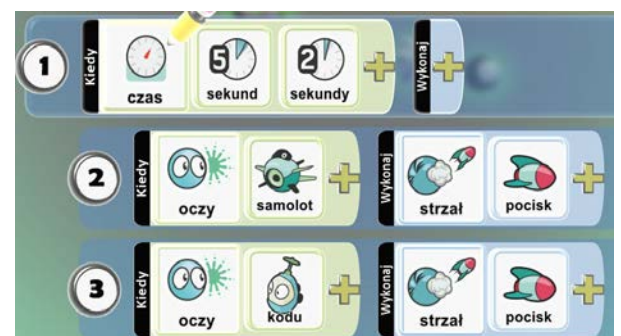 1 Kiedy czas 5 sekund 2 sekundy Wykonaj
2 Kiedy oczy samolot Wykonaj strzał pocisk
3 Kiedy oczy kodu Wykonaj strzał pocisk